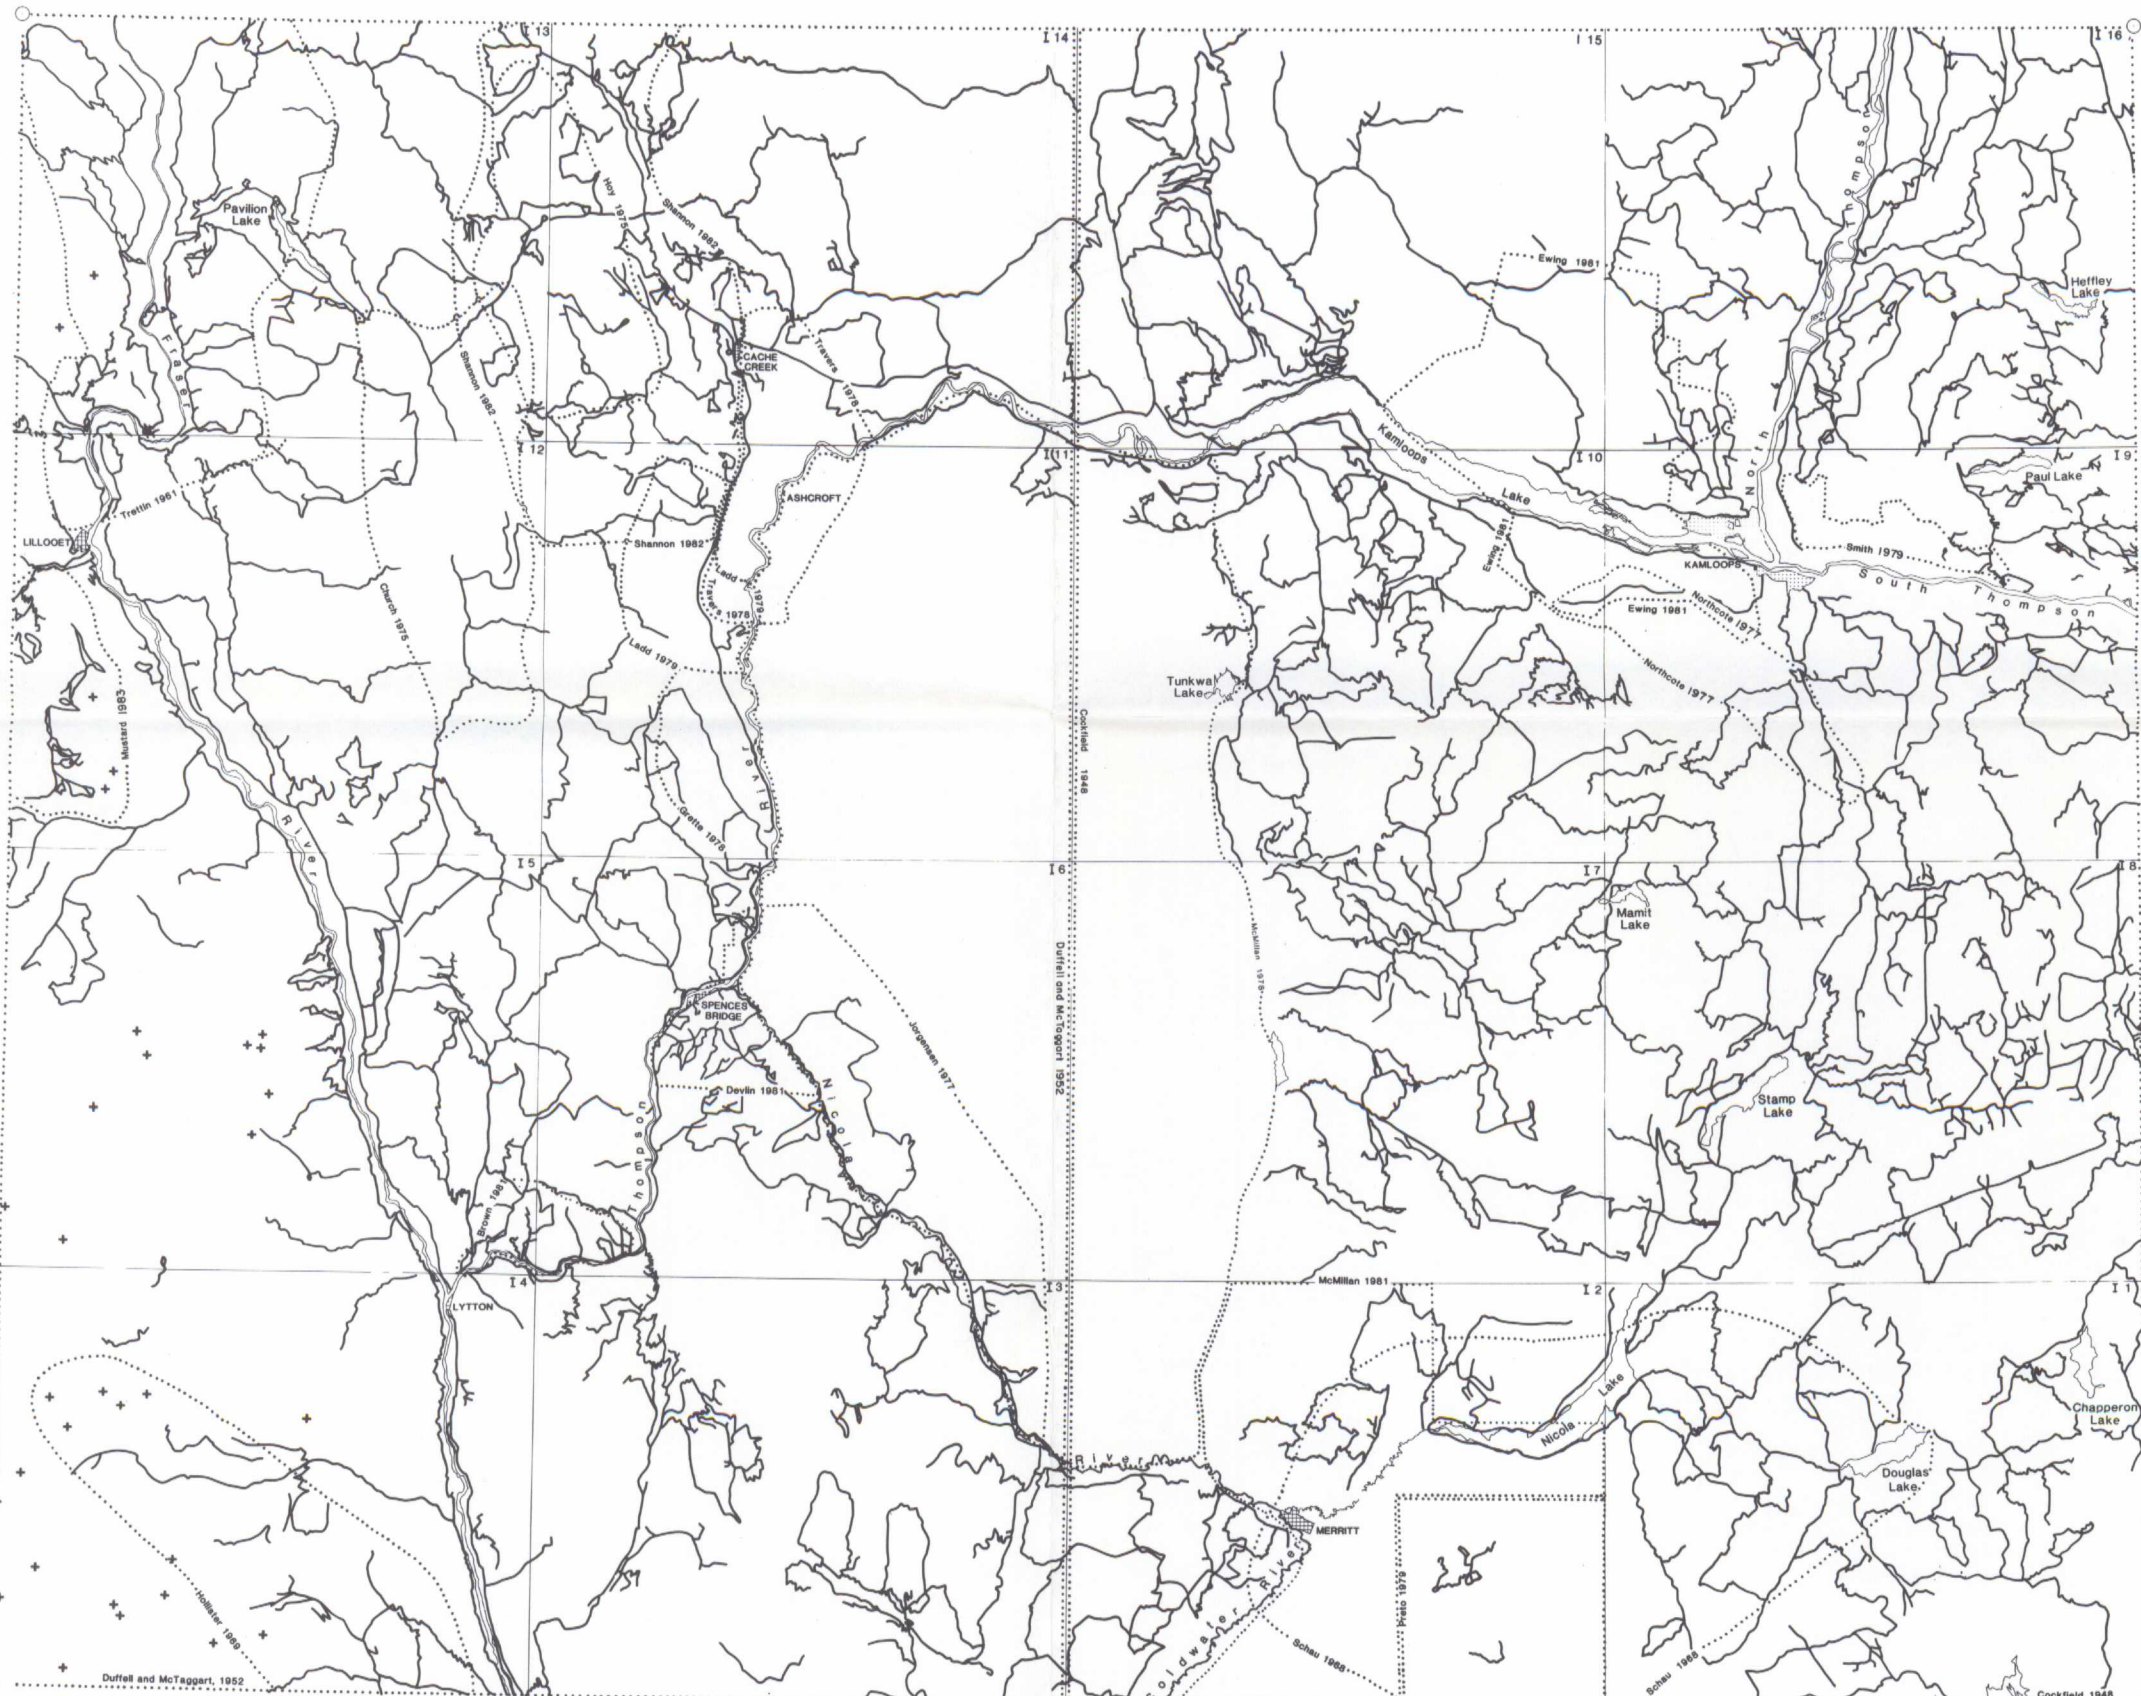 I 13
I 14
I 15
I 16
North Thompson
Hoy 1975
Shannon 1982
Pavilion
Lake
Ewing 1981
Heffley
Lake
Fraser
Shannon 1982
CACHE
CREEK
Travers 1978
Kamloops
Lake
I 12
I 11
I 10
I 9
Paul Lake
Trettin 1961
ASHCROFT
LILLOOET
Shannon 1982
Ewing 1981
Smith 1979
KAMLOOPS
South Thompson
Church 1975
Ladd 1979
Travers 1978
Ewing 1981
Northcote 1977
Ladd 1979
Northcote 1977
Tunkwa
Lake
Mustard 1983
Cockfield 1948
River
River
Grette 1978
I 5
I 6
I 7
I 8
Mamit
Lake
McMillan 1978
Duffell and McTaggart 1952
SPENCES
BRIDGE
Jorgensen 1977
Devlin 1981
Nicola
Stamp
Lake
Thompson
Brown 1981
I 4
I 3
McMillan 1981
I 2
I 1
LYTTON
Nicola Lake
Chapperon
Lake
River
Douglas
Lake
MERRITT
Coldwater River
Preto 1979
Hollister 1969
Schau 1968
Schau 1968
Duffell and McTaggart, 1952
Cockfield 1948